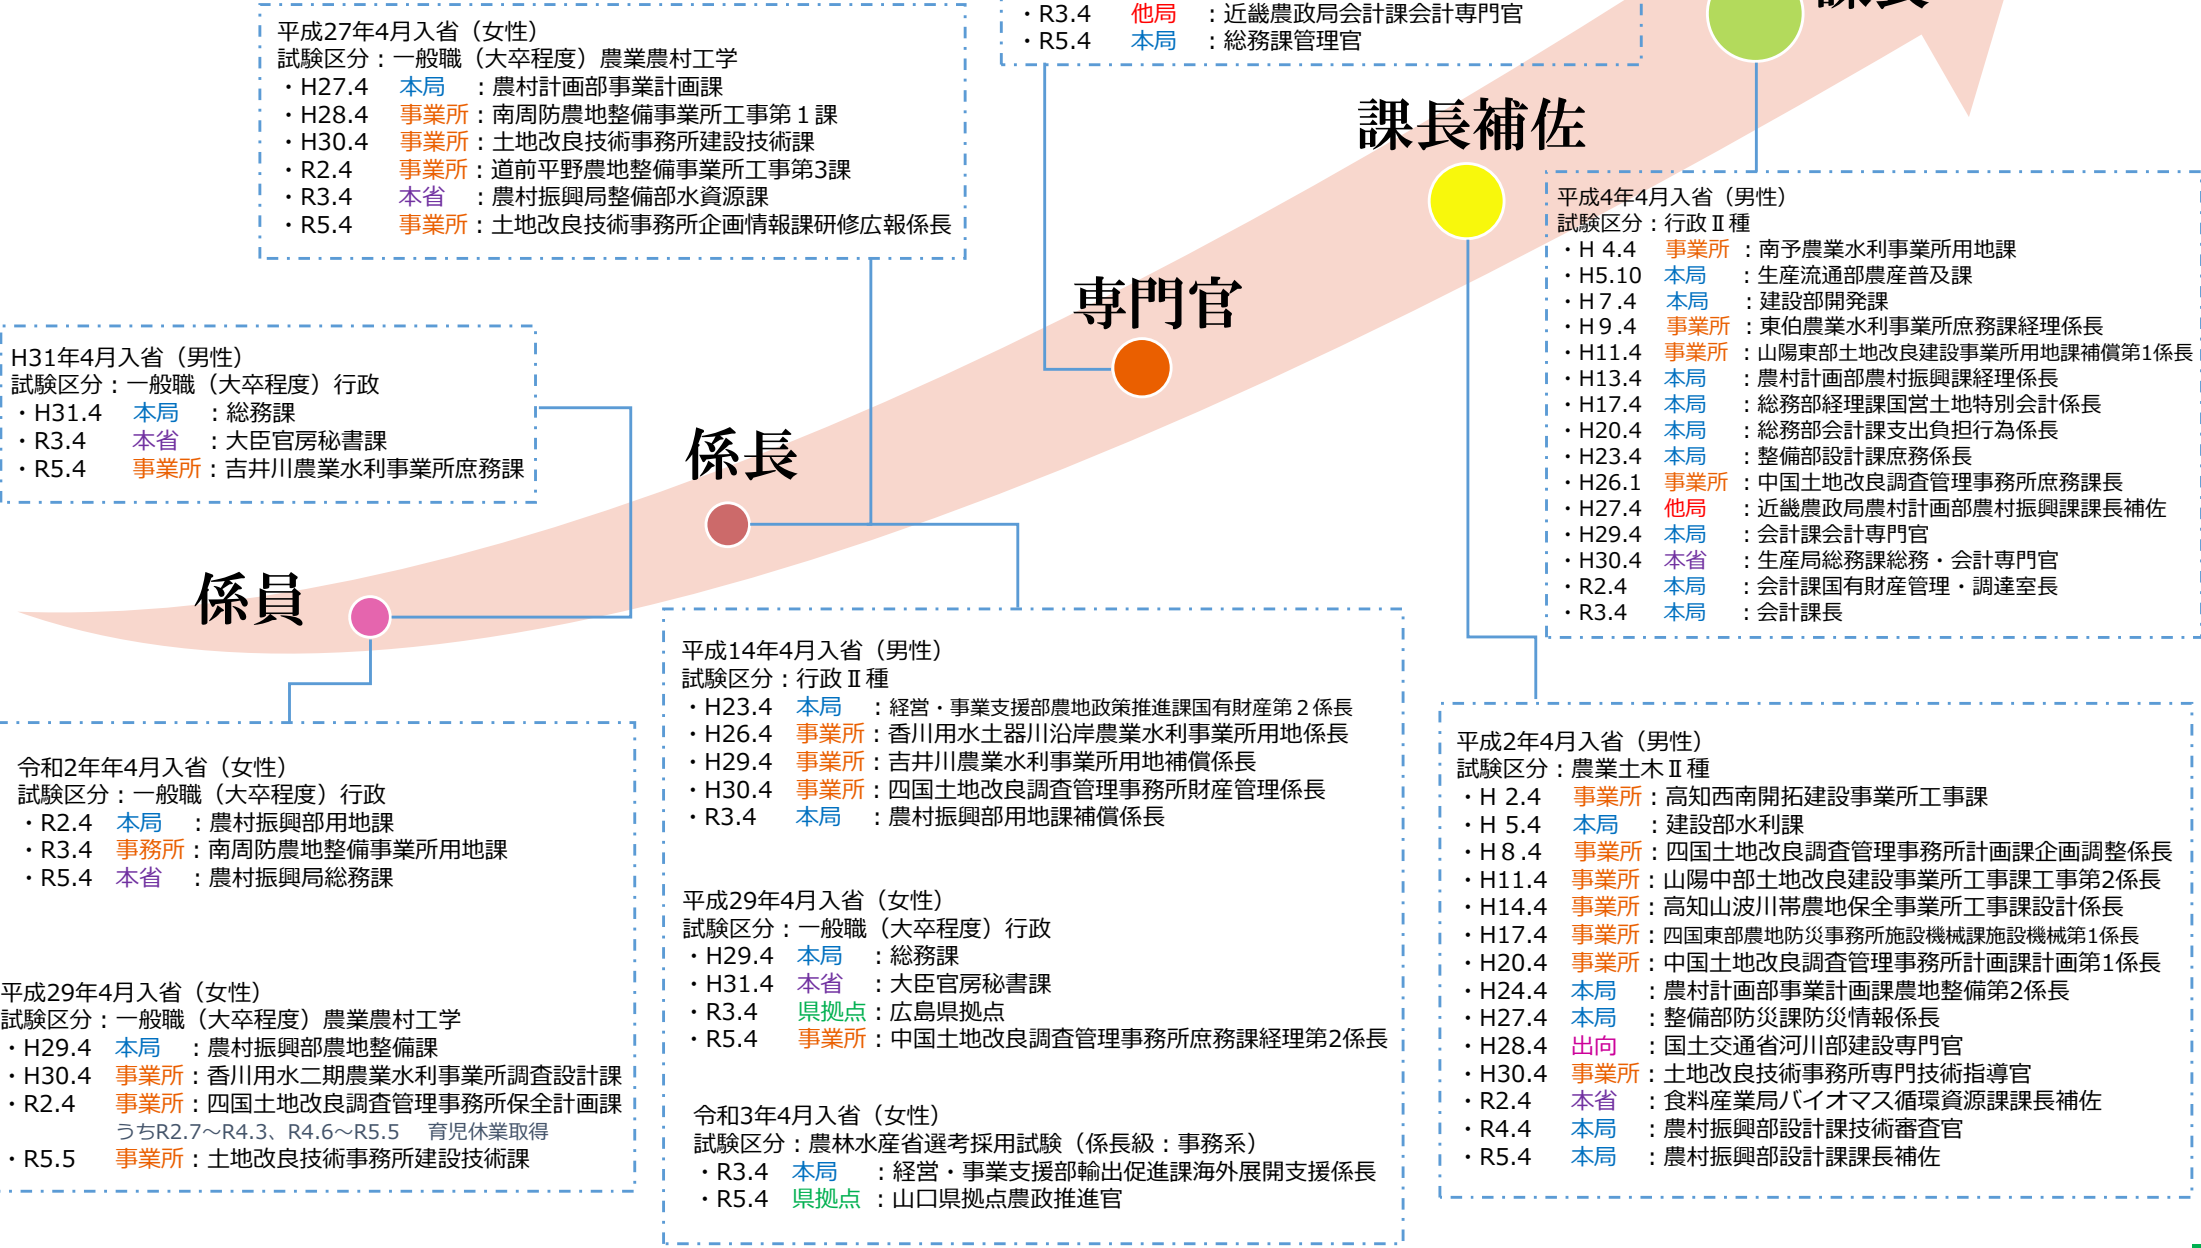 ・R3.4 他局 ：近畿農政局会計課会計専門官
・R5.4 本局 ：総務課管理官
課長
平成27年4月入省（女性）
試験区分：一般職（大卒程度）農業農村工学
・H27.4 本局 ：農村計画部事業計画課
・H28.4 事業所：南周防農地整備事業所工事第１課
・H30.4 事業所：土地改良技術事務所建設技術課
・R2.4 事業所：道前平野農地整備事業所工事第3課
・R3.4 本省 ：農村振興局整備部水資源課
・R5.4 事業所：土地改良技術事務所企画情報課研修広報係長
課長補佐
平成4年4月入省（男性）
試験区分：行政Ⅱ種
・H 4.4 事業所：南予農業水利事業所用地課
・H5.10 本局 ：生産流通部農産普及課
・H７.4 本局 ：建設部開発課
・H９.4 事業所：東伯農業水利事業所庶務課経理係長
・H11.4 事業所：山陽東部土地改良建設事業所用地課補償第1係長
・H13.4 本局 ：農村計画部農村振興課経理係長
・H17.4 本局 ：総務部経理課国営土地特別会計係長
・H20.4 本局 ：総務部会計課支出負担行為係長
・H23.4 本局 ：整備部設計課庶務係長
・H26.1 事業所：中国土地改良調査管理事務所庶務課長
・H27.4 他局 ：近畿農政局農村計画部農村振興課課長補佐
・H29.4 本局 ：会計課会計専門官
・H30.4 本省 ：生産局総務課総務・会計専門官
・R2.4 本局 ：会計課国有財産管理・調達室長
・R3.4 本局 ：会計課長
専門官
H31年4月入省（男性）
試験区分：一般職（大卒程度）行政
・H31.4 本局 ：総務課
・R3.4 本省 ：大臣官房秘書課
・R5.4 事業所：吉井川農業水利事業所庶務課
係長
係員
平成14年4月入省（男性）
試験区分：行政Ⅱ種
・H23.4 本局 ：経営・事業支援部農地政策推進課国有財産第２係長
・H26.4 事業所：香川用水土器川沿岸農業水利事業所用地係長
・H29.4 事業所：吉井川農業水利事業所用地補償係長
・H30.4 事業所：四国土地改良調査管理事務所財産管理係長
・R3.4 本局 ：農村振興部用地課補償係長
平成29年4月入省（女性）
試験区分：一般職（大卒程度）行政
・H29.4 本局 ：総務課
・H31.4 本省 ：大臣官房秘書課
・R3.4 県拠点：広島県拠点
・R5.4 事業所：中国土地改良調査管理事務所庶務課経理第2係長
令和3年4月入省（女性）
試験区分：農林水産省選考採用試験（係長級：事務系）
・R3.4 本局 ：経営・事業支援部輸出促進課海外展開支援係長
・R5.4 県拠点：山口県拠点農政推進官
令和2年年4月入省（女性）
試験区分：一般職（大卒程度）行政
・R2.4 本局 ：農村振興部用地課
・R3.4 事務所：南周防農地整備事業所用地課
・R5.4 本省 ：農村振興局総務課
平成29年4月入省（女性）
試験区分：一般職（大卒程度）農業農村工学
・H29.4 本局 ：農村振興部農地整備課
・H30.4 事業所：香川用水二期農業水利事業所調査設計課
・R2.4 事業所：四国土地改良調査管理事務所保全計画課
うちR2.7～R4.3、R4.6～R5.5 育児休業取得
・R5.5 事業所：土地改良技術事務所建設技術課
平成2年4月入省（男性）
試験区分：農業土木Ⅱ種
・H 2.4 事業所：高知西南開拓建設事業所工事課
・H 5.4 本局 ：建設部水利課
・H８.4 事業所：四国土地改良調査管理事務所計画課企画調整係長
・H11.4 事業所：山陽中部土地改良建設事業所工事課工事第2係長
・H14.4 事業所：高知山波川帯農地保全事業所工事課設計係長
・H17.4 事業所：四国東部農地防災事務所施設機械課施設機械第1係長
・H20.4 事業所：中国土地改良調査管理事務所計画課計画第1係長
・H24.4 本局 ：農村計画部事業計画課農地整備第2係長
・H27.4 本局 ：整備部防災課防災情報係長
・H28.4 出向 ：国土交通省河川部建設専門官
・H30.4 事業所：土地改良技術事務所専門技術指導官
・R2.4 本省 ：食料産業局バイオマス循環資源課課長補佐
・R4.4 本局 ：農村振興部設計課技術審査官
・R5.4 本局 ：農村振興部設計課課長補佐